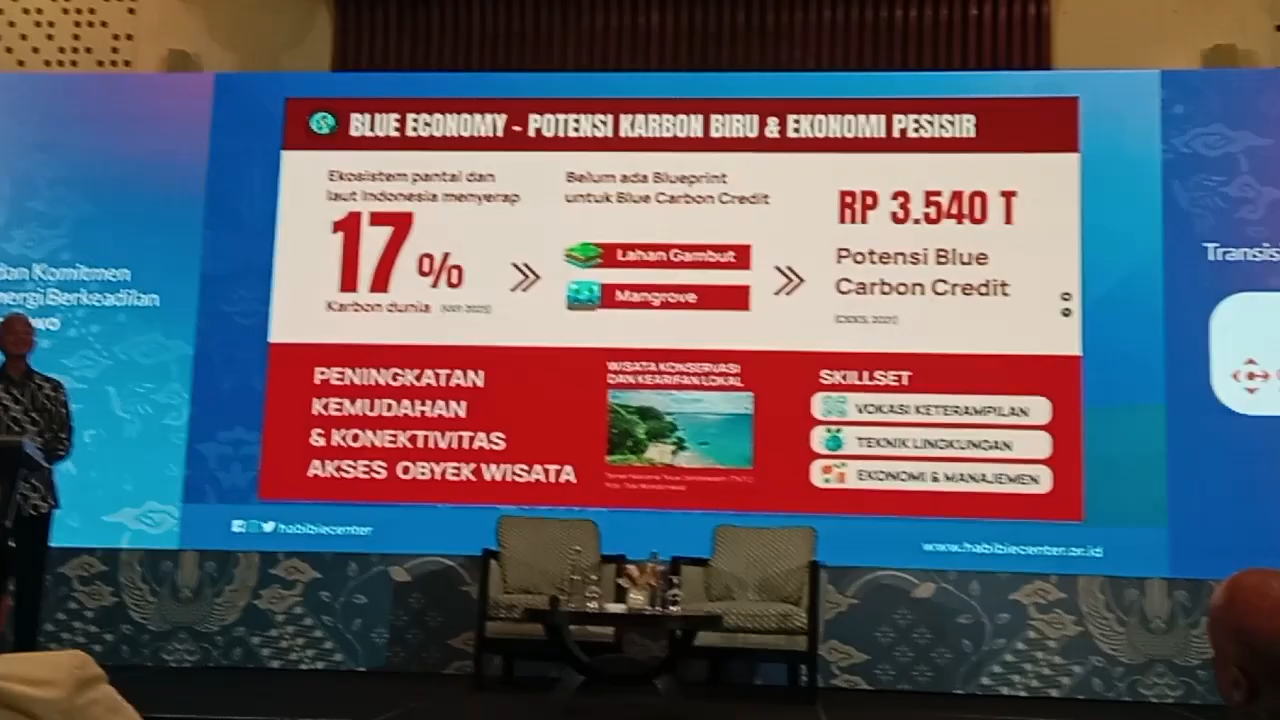 BLUE ECONOMY - POTENSI KARBON BIRU & EKONOMI PESISIR
Ekosistem pantai dan
laut Indonesia menyerap
17%
Karbon dunia
Belum ada Blueprint
untuk Blue Carbon Credit
Lahan Gambut
Mangrove
RP 3.540 T
Potensi Blue
Carbon Credit
PENINGKATAN
KEMUDAHAN
& KONEKTIVITAS
AKSES OBYEK WISATA
WISATA KONSERVASI
DAN KEARIFAN LOKAL
SKILLSET
VOKASI KETERAMPILAN
TEKNIK LINGKUNGAN
EKONOMI & MANAJEMEN
habibiecenter
www.habibiecenter.or.id
dan Komitmen
nergi Berkeadilan
Transis